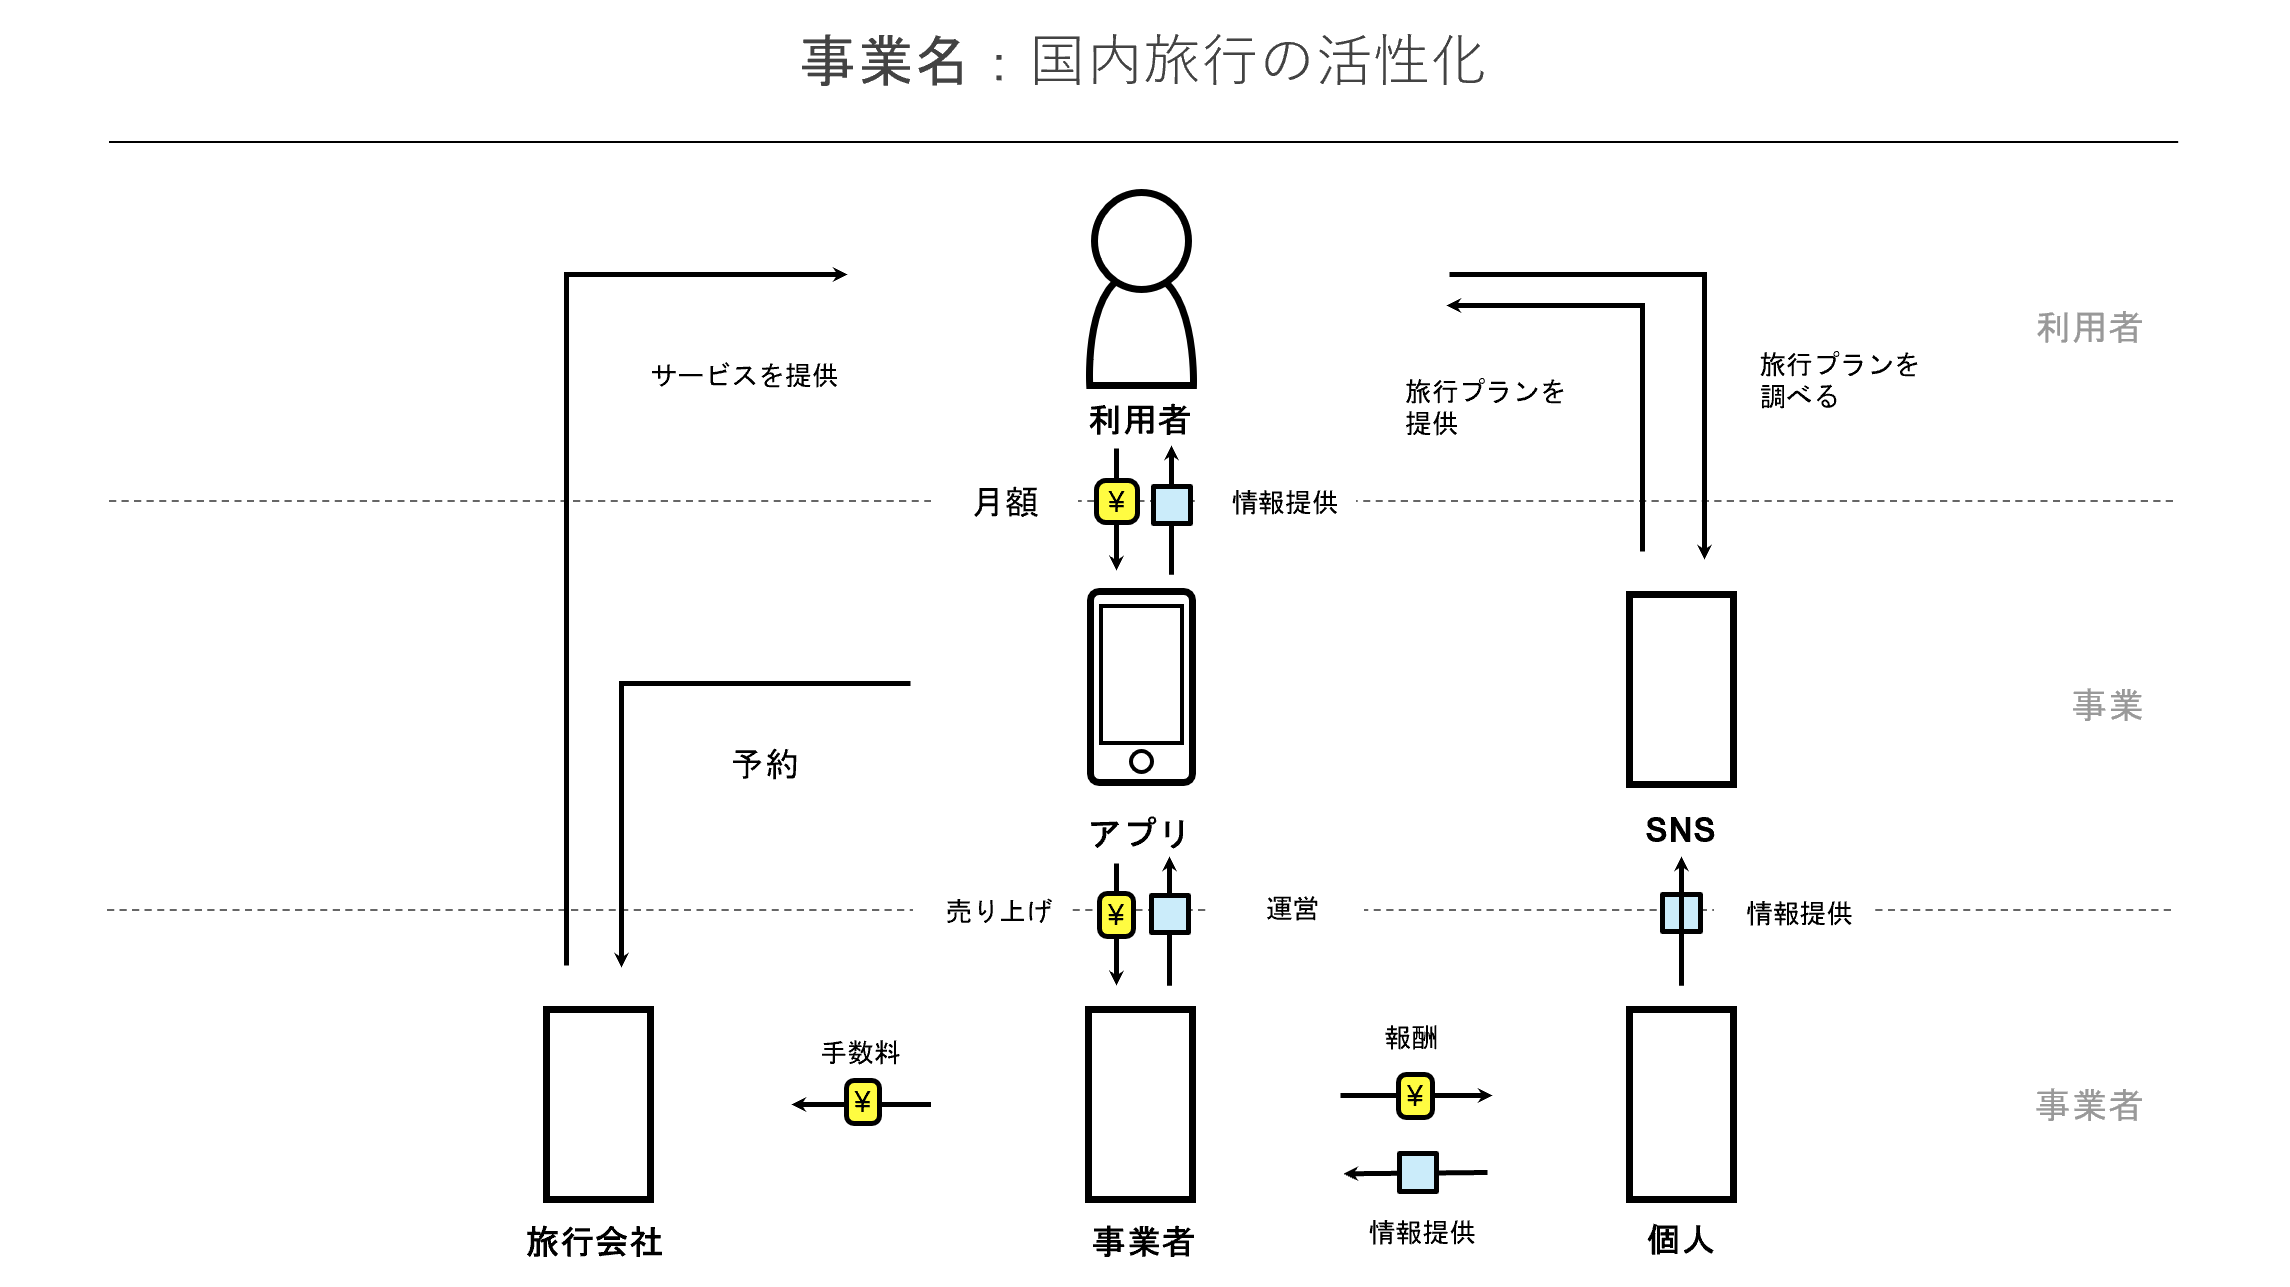 事業名：国内旅行の活性化
利用者
サービスを提供
旅行プランを
提供
旅行プランを
調べる
利用者
月額
¥
情報提供
事業
予約
アプリ
SNS
売り上げ
¥
運営
情報提供
手数料
¥
報酬
¥
情報提供
事業者
旅行会社
事業者
個人